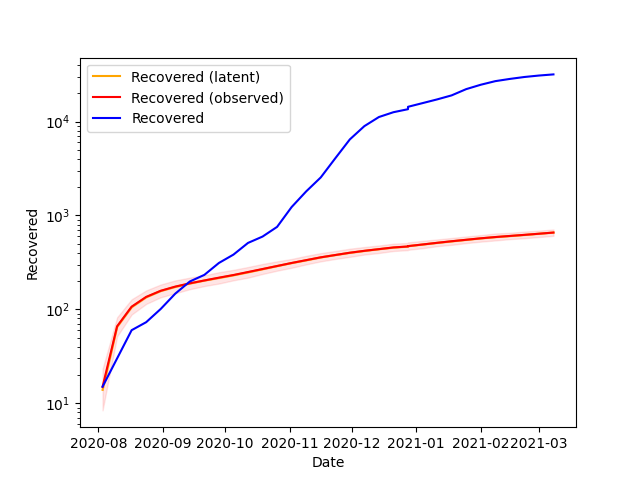 Recovered (latent)
Recovered (observed)
Recovered
10⁴
10³
10²
10¹
Recovered
2020-08 2020-09 2020-10 2020-11 2020-12 2021-01 2021-02 2021-03
Date